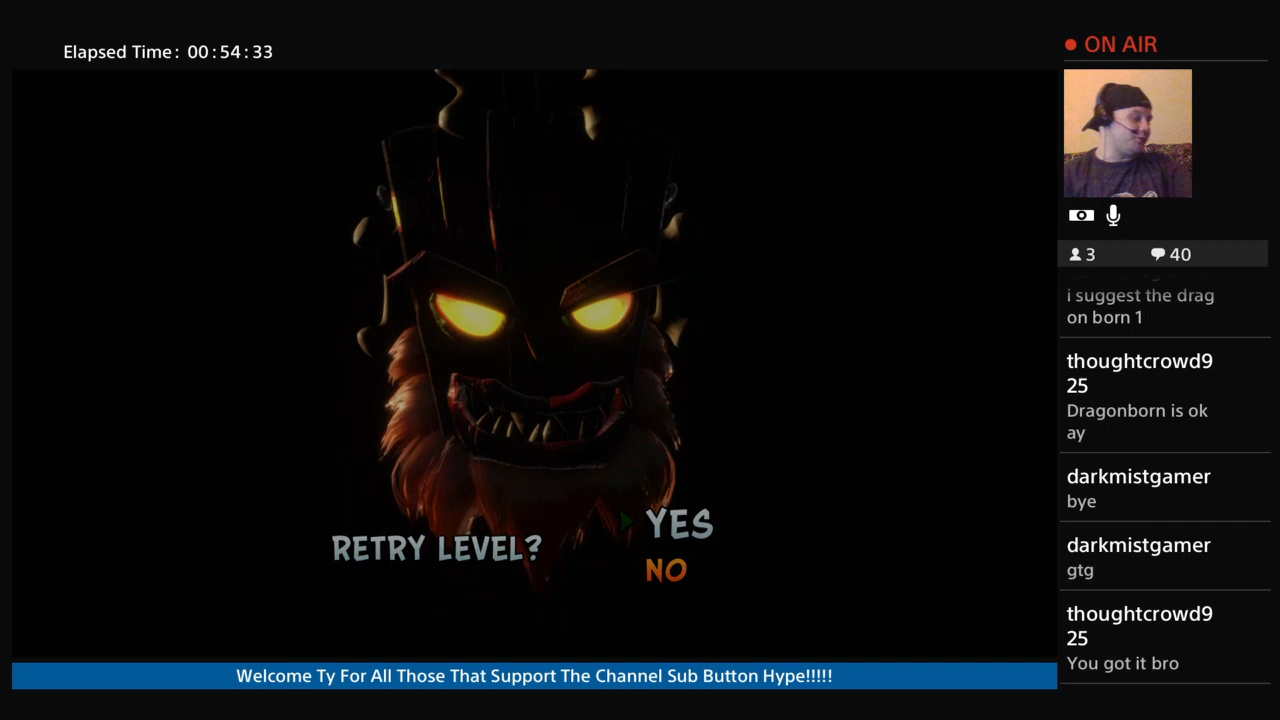 Elapsed Time: 00:54:33
ON AIR
3 40
i suggest the drag
on born 1
thoughtcrowd9
25
Dragonborn is ok
ay
darkmistgamer
bye
darkmistgamer
gtg
thoughtcrowd9
25
You got it bro
YES
RETRY LEVEL?
NO
Welcome Ty For All Those That Support The Channel Sub Button Hype!!!!!